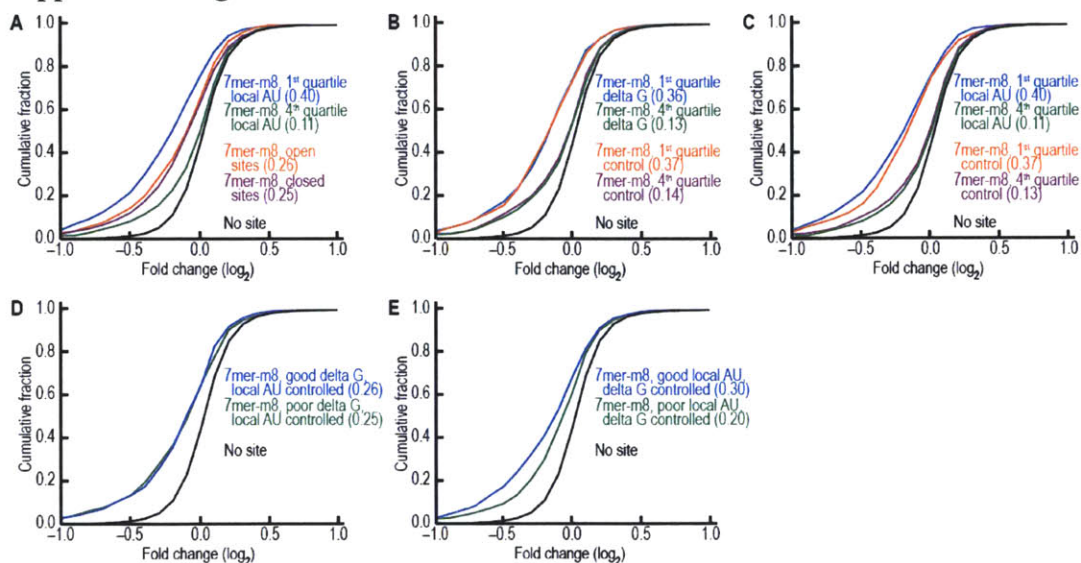 A
1.0
0.8
0.6
0.4
0.2
0.0
Cumulative fraction
7mer-m8, 1st quartile
local AU (0.40)
7mer-m8, 4th quartile
local AU (0.11)
7mer-m8, open
sites (0.26)
7mer-m8, closed
sites (0.25)
No site
−1.0 −0.5 0.0 0.5 1.0
Fold change (log2)
B
1.0
0.8
0.6
0.4
0.2
0.0
Cumulative fraction
7mer-m8, 1st quartile
delta G (0.36)
7mer-m8, 4th quartile
delta G (0.13)
7mer-m8, 1st quartile
control (0.37)
7mer-m8, 4th quartile
control (0.14)
No site
−1.0 −0.5 0.0 0.5 1.0
Fold change (log2)
C
1.0
0.8
0.6
0.4
0.2
0.0
Cumulative fraction
7mer-m8, 1st quartile
local AU (0.40)
7mer-m8, 4th quartile
local AU (0.11)
7mer-m8, 1st quartile
control (0.37)
7mer-m8, 4th quartile
control (0.13)
No site
−1.0 −0.5 0.0 0.5 1.0
Fold change (log2)
D
1.0
0.8
0.6
0.4
0.2
0.0
Cumulative fraction
7mer-m8, good delta G,
local AU controlled (0.26)
7mer-m8, poor delta G,
local AU controlled (0.25)
No site
−1.0 −0.5 0.0 0.5 1.0
Fold change (log2)
E
1.0
0.8
0.6
0.4
0.2
0.0
Cumulative fraction
7mer-m8, good local AU,
delta G controlled (0.30)
7mer-m8, poor local AU,
delta G controlled (0.20)
No site
−1.0 −0.5 0.0 0.5 1.0
Fold change (log2)